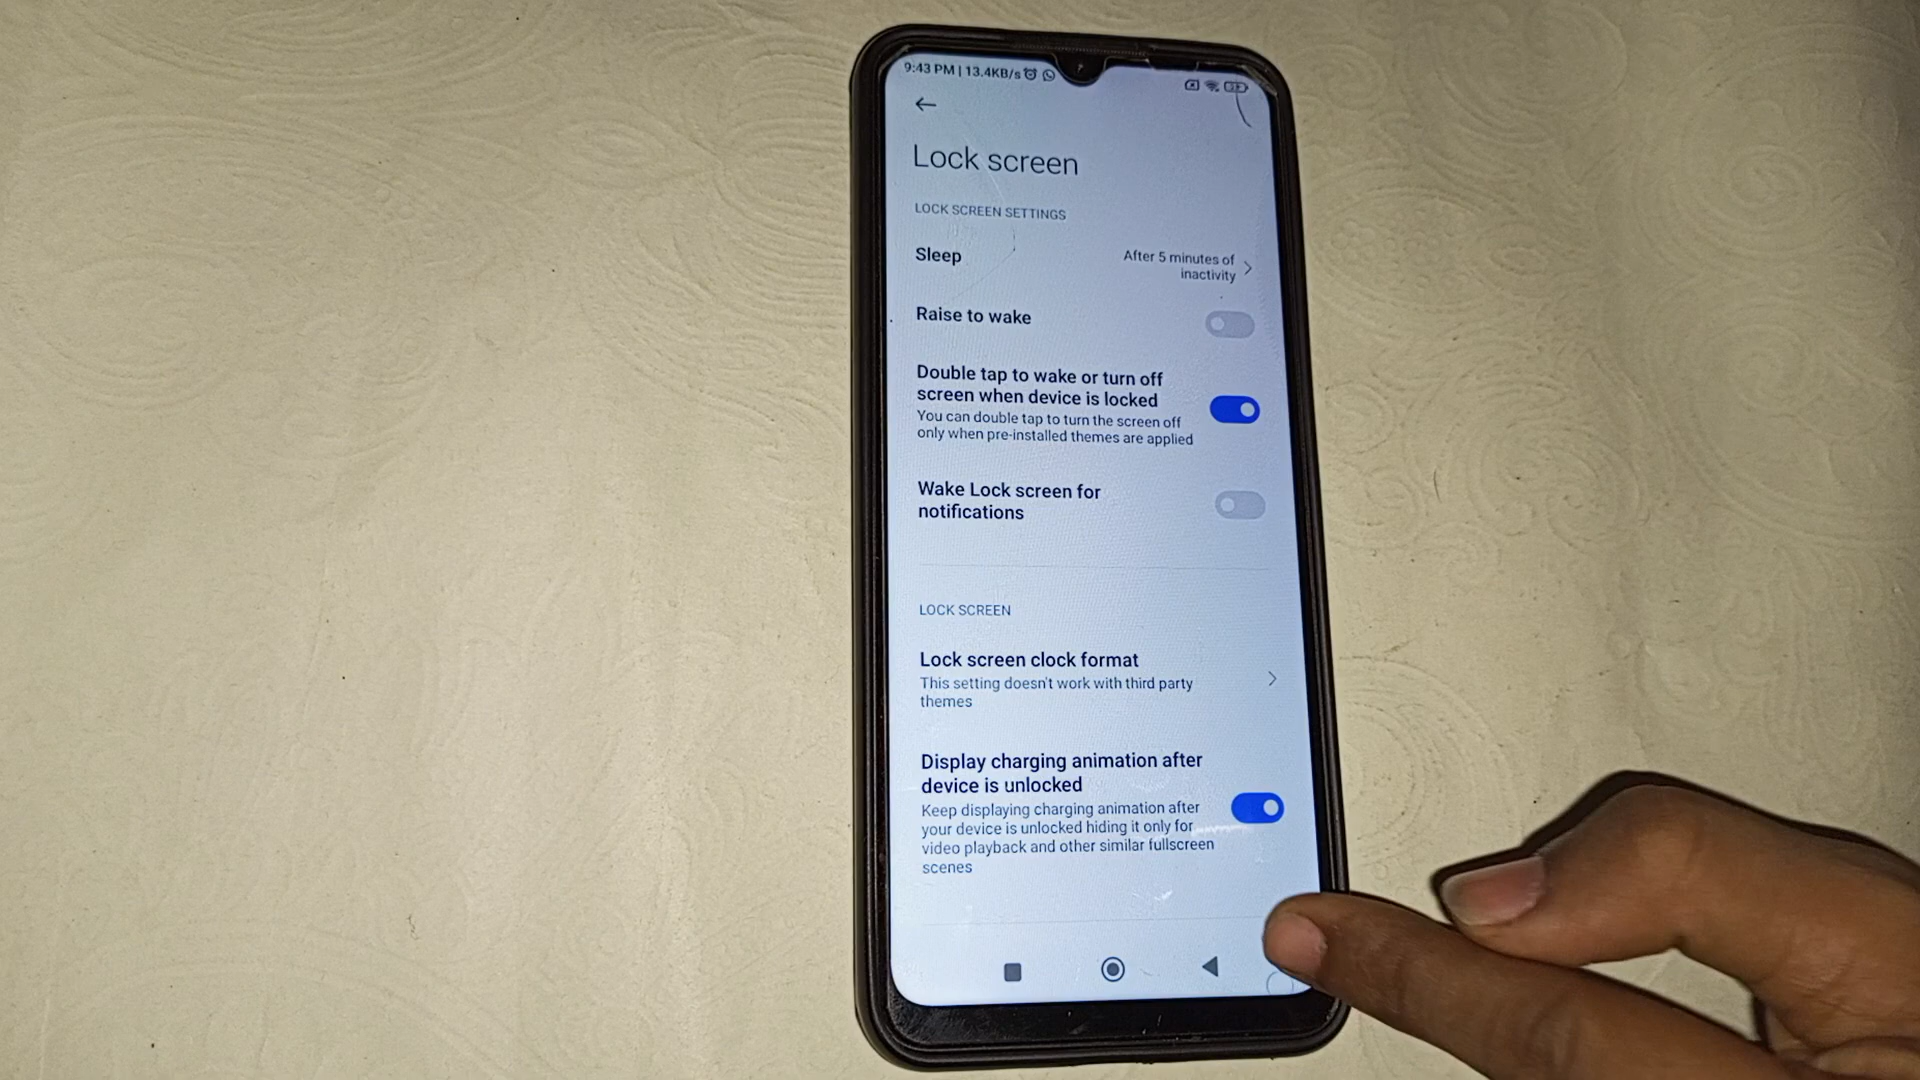 9:43 PM | 13.4KB/s
Lock screen
LOCK SCREEN SETTINGS
Sleep
After 5 minutes of
inactivity
Raise to wake
Double tap to wake or turn off
screen when device is locked
You can double tap to turn the screen off
only when pre-installed themes are applied
Wake Lock screen for
notifications
LOCK SCREEN
Lock screen clock format
This setting doesn't work with third party
themes
Display charging animation after
device is unlocked
Keep displaying charging animation after
your device is unlocked hiding it only for
video playback and other similar fullscreen
scenes